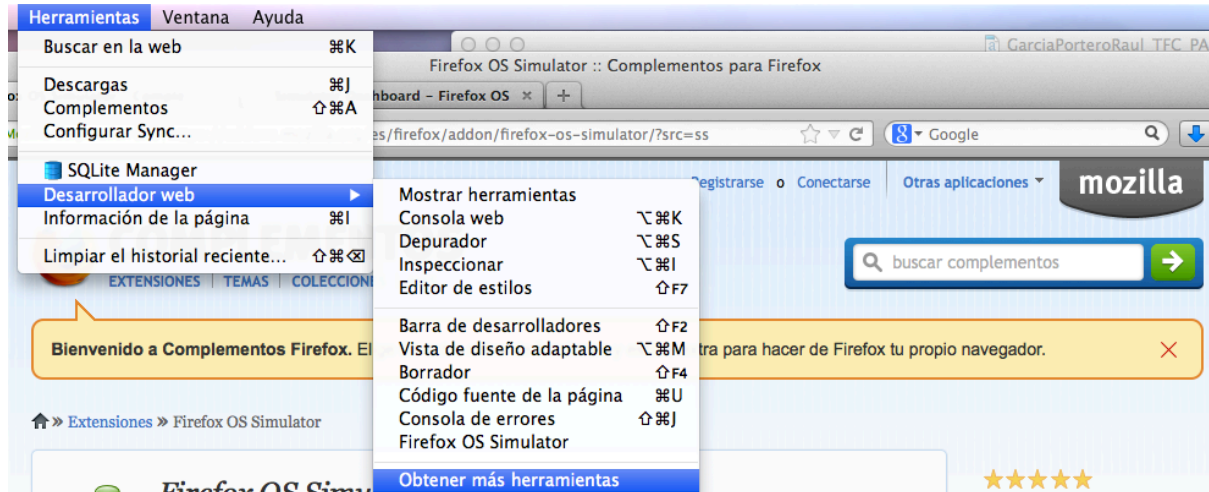 Herramientas Ventana Ayuda
Buscar en la web ⌘K
Descargas ⌘J
Complementos ⇧⌘A
Configurar Sync...
SQLite Manager
Desarrollador web
Información de la página ⌘I
Limpiar el historial reciente... ⇧⌘⌫
Mostrar herramientas
Consola web ⌥⌘K
Depurador ⌥⌘S
Inspeccionar ⌥⌘I
Editor de estilos ⇧F7
Barra de desarrolladores ⇧F2
Vista de diseño adaptable ⌥⌘M
Borrador ⇧F4
Código fuente de la página ⌘U
Consola de errores ⇧⌘J
Firefox OS Simulator
Obtener más herramientas
GarciaPorteroRaul_TFC_PA
Firefox OS Simulator :: Complementos para Firefox
hboard – Firefox OS
es/firefox/addon/firefox-os-simulator/?src=ss
Google
Registrarse o Conectarse Otras aplicaciones
mozilla
buscar complementos
EXTENSIONES TEMAS COLECCION
Bienvenido a Complementos Firefox. El
tra para hacer de Firefox tu propio navegador.
» Extensiones » Firefox OS Simulator
Firefox OS Simu